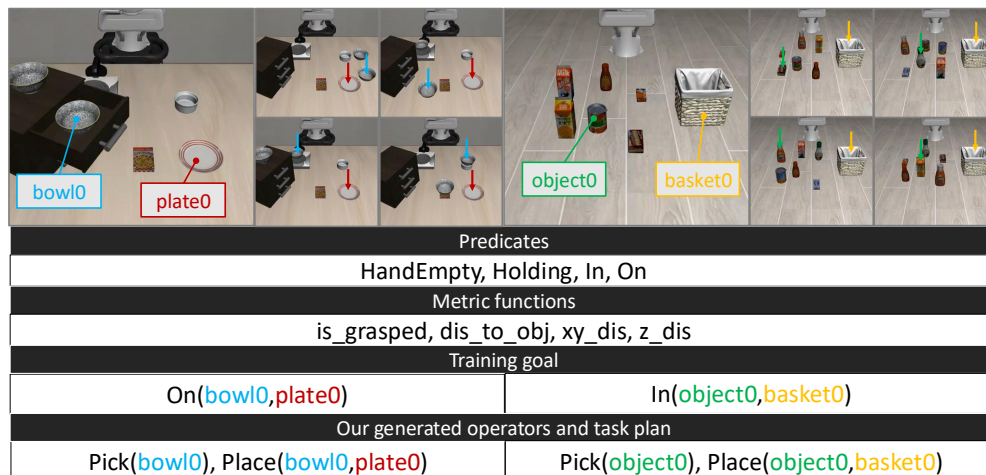 bowl0
plate0
object0
basket0
Predicates
HandEmpty, Holding, In, On
Metric functions
is_grasped, dis_to_obj, xy_dis, z_dis
Training goal
On(bowl0,plate0)
In(object0,basket0)
Our generated operators and task plan
Pick(bowl0), Place(bowl0,plate0)
Pick(object0), Place(object0,basket0)